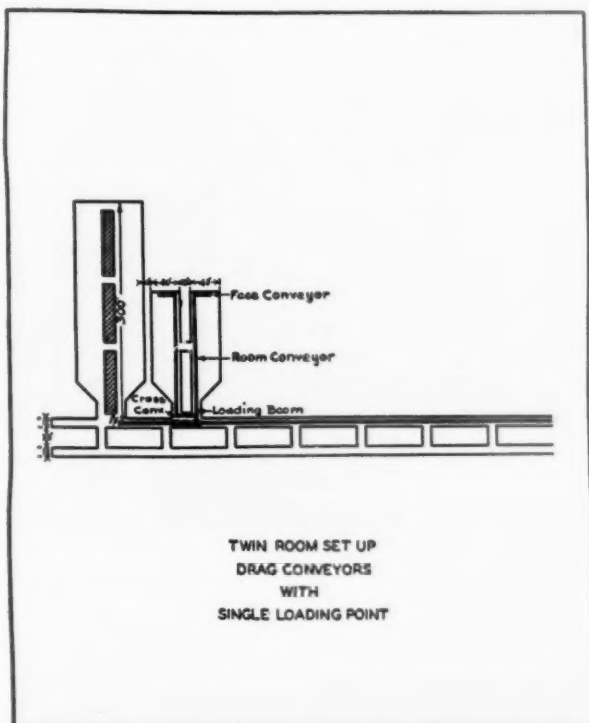 300'
Face Conveyor
Room Conveyor
Cross
Conv.
Loading Boom
TWIN ROOM SET UP
DRAG CONVEYORS
WITH
SINGLE LOADING POINT